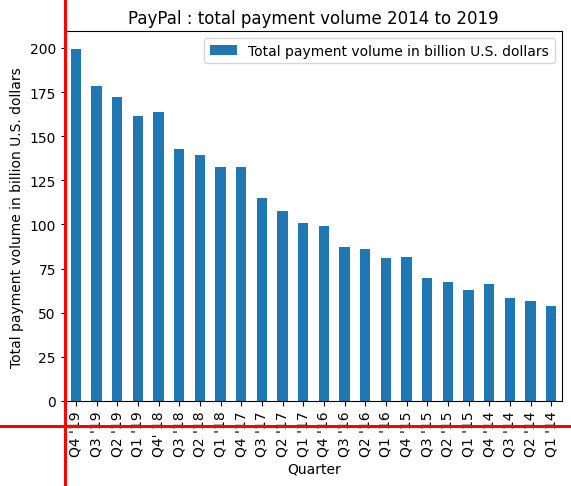 PayPal : total payment volume 2014 to 2019
Total payment volume in billion U.S. dollars
Total payment volume in billion U.S. dollars
200
175
150
125
100
75
50
25
0
Q4 '19
Q3 '19
Q2 '19
Q1 '19
Q4' 18
Q3 '18
Q2 '18
Q1 '18
Q4 '17
Q3 '17
Q2 '17
Q1 '17
Q4 '16
Q3 '16
Q2 '16
Q1 '16
Q4 '15
Q3 '15
Q2 '15
Q1 '15
Q4 '14
Q3 '14
Q2 '14
Q1 '14
Quarter